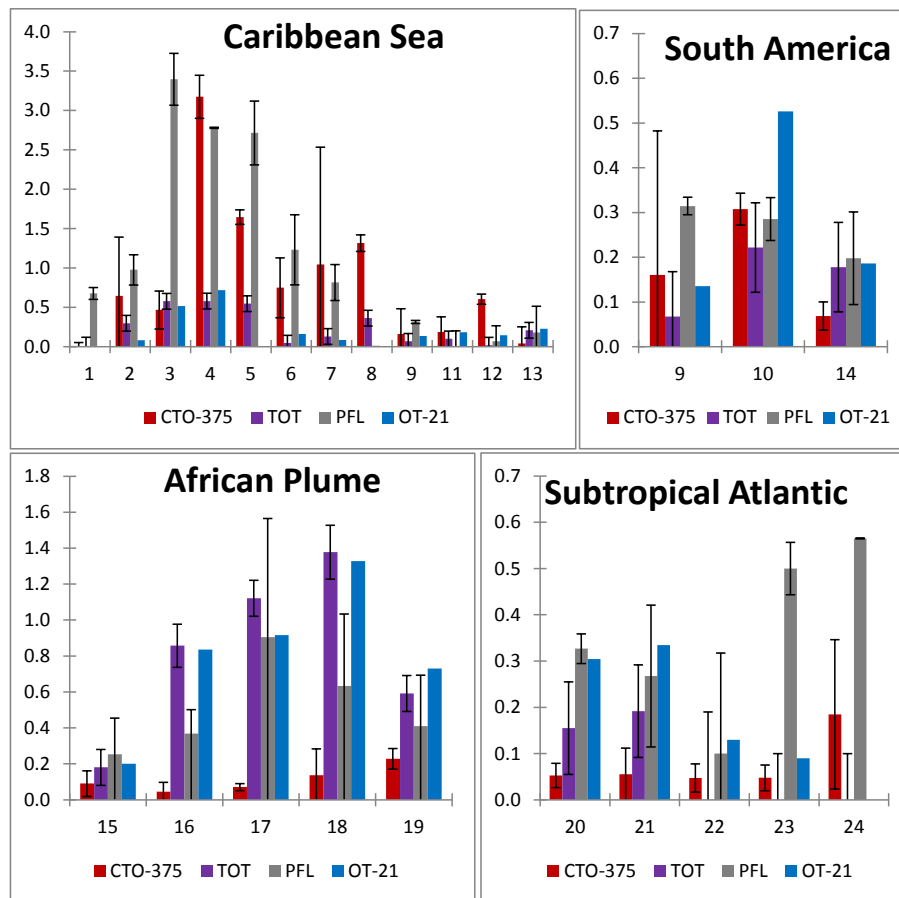 Caribbean Sea
4.0
3.5
3.0
2.5
2.0
1.5
1.0
0.5
0.0
1 2 3 4 5 6 7 8 9 11 12 13
CTO-375 TOT PFL OT-21
South America
0.7
0.6
0.5
0.4
0.3
0.2
0.1
0.0
9 10 14
CTO-375 TOT PFL OT-21
African Plume
1.8
1.6
1.4
1.2
1.0
0.8
0.6
0.4
0.2
0.0
15 16 17 18 19
CTO-375 TOT PFL OT-21
Subtropical Atlantic
0.7
0.6
0.5
0.4
0.3
0.2
0.1
0.0
20 21 22 23 24
CTO-375 TOT PFL OT-21